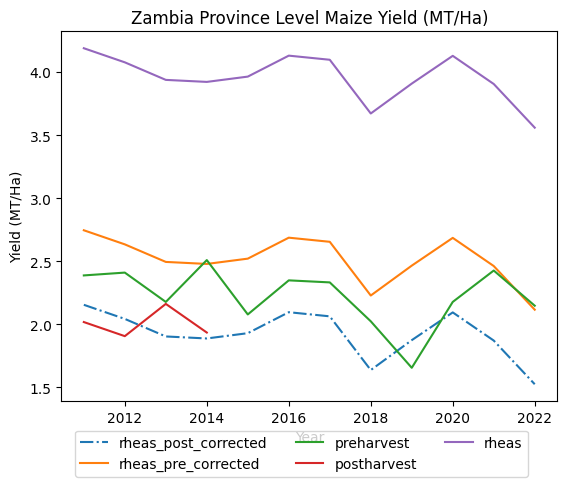 Zambia Province Level Maize Yield (MT/Ha)
Yield (MT/Ha)
4.0
3.5
3.0
2.5
2.0
1.5
2012 2014 2016 2018 2020 2022
Year
rheas_post_corrected preharvest rheas
rheas_pre_corrected postharvest